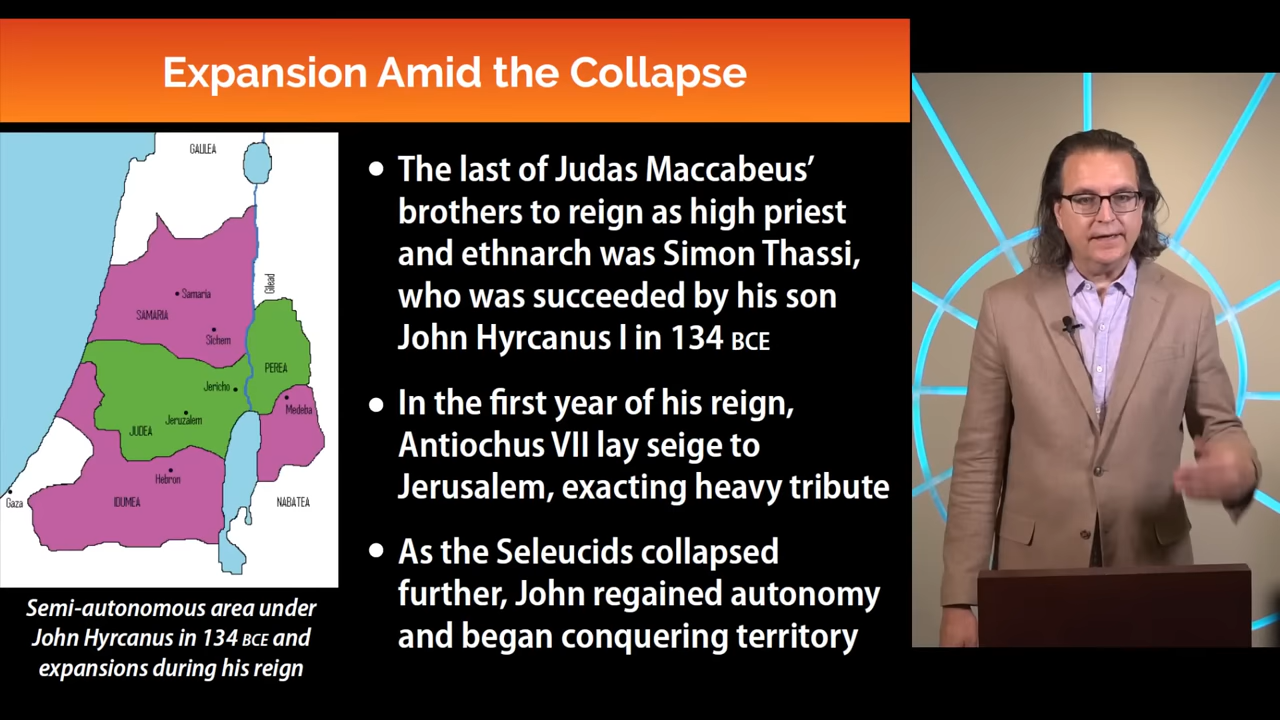 Expansion Amid the Collapse
GALILEA
Gilead
Samaria
SAMARIA
Sichem
PEREA
Jericho
Medeba
Jeruzalem
JUDEA
Hebron
Gaza
IDUMEA
NABATEA
Semi-autonomous area under
John Hyrcanus in 134 BCE and
expansions during his reign
• The last of Judas Maccabeus’
brothers to reign as high priest
and ethnarch was Simon Thassi,
who was succeeded by his son
John Hyrcanus I in 134 BCE
• In the first year of his reign,
Antiochus VII lay seige to
Jerusalem, exacting heavy tribute
• As the Seleucids collapsed
further, John regained autonomy
and began conquering territory